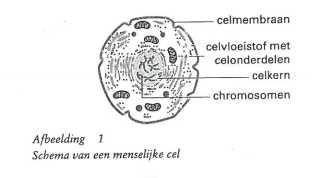 celmembraan
celvloeistof met
celonderdelen
celkern
chromosomen
Afbeelding 1
Schema van een menselijke cel